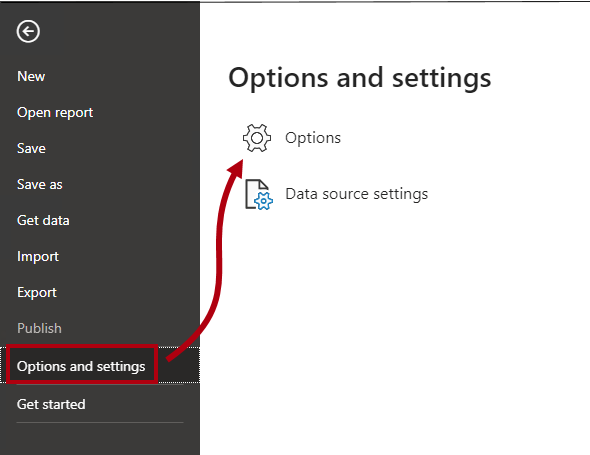 New
Open report
Save
Save as
Get data
Import
Export
Publish
Options and settings
Get started
Options and settings
Options
Data source settings